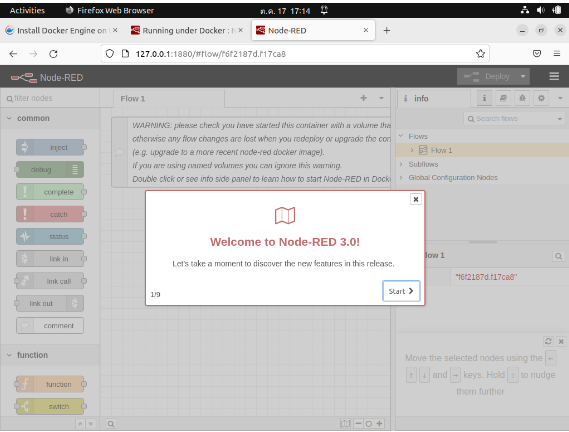 Activities
Firefox Web Browser
ต.ค. 17 17:14
Install Docker Engine on
Running under Docker : N
Node-RED
127.0.0.1:1880/#flow/f6f2187d.f17ca8
Node-RED
Deploy
filter nodes
common
inject
debug
complete
catch
status
link in
link call
link out
comment
function
function
switch
Flow 1
WARNING: please check you have started this container with a volume tha
otherwise any flow changes are lost when you redeploy or upgrade the con
(e.g. upgrade to a more recent node-red docker image).
If you are using named volumes you can ignore this warning.
Double click or see info side panel to learn how to start Node-RED in Docke
Welcome to Node-RED 3.0!
Let's take a moment to discover the new features in this release.
1/9
Start
info
Search flows
Flows
Flow 1
Subflows
Global Configuration Nodes
low 1
"f6f2187d.f17ca8"
Move the selected nodes using the ←
↑ ↓ and → keys. Hold ⇧ to nudge
them further